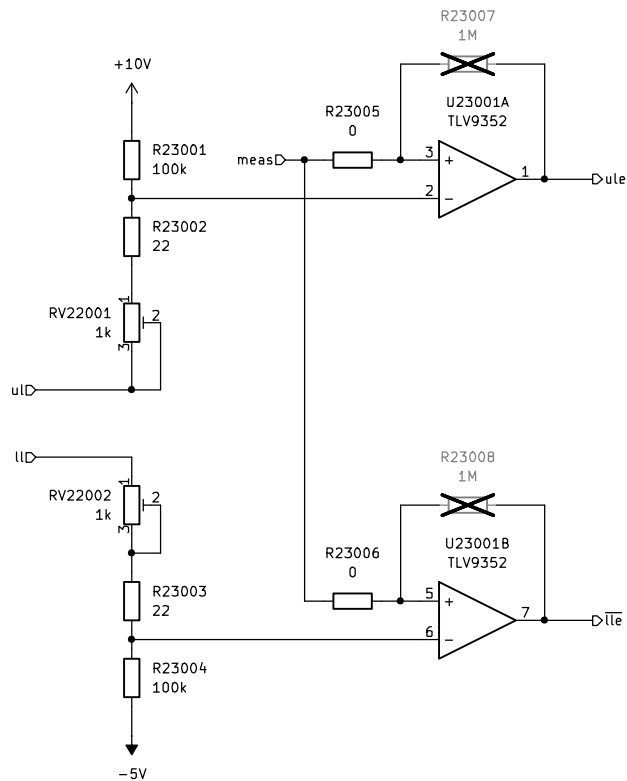 R23007
1M
+10V
U23001A
TLV9352
R23005
0
R23001
100k
meas
3
+
1
ule
2
−
R23002
22
1
RV22001
1k
2
3
ul
ll
R23008
1M
1
RV22002
1k
2
3
U23001B
TLV9352
R23006
0
R23003
22
5
+
7
lle
6
−
R23004
100k
−5V